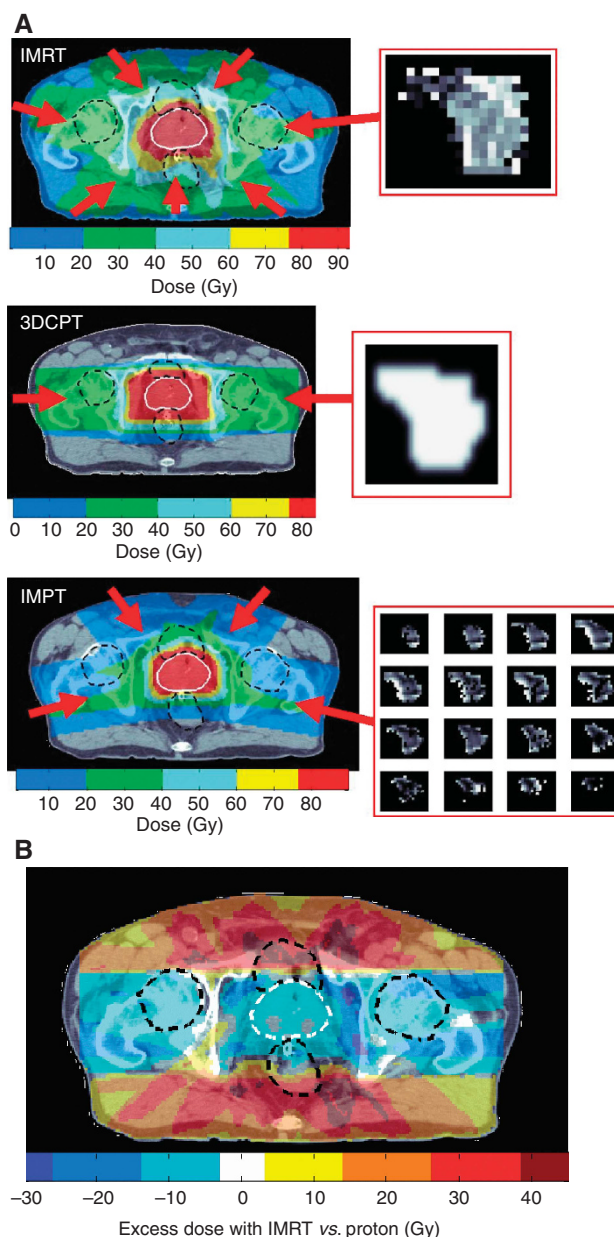 A
IMRT
10 20 30 40 50 60 70 80 90
Dose (Gy)
3DCPT
0 10 20 30 40 50 60 70 80
Dose (Gy)
IMPT
10 20 30 40 50 60 70 80
Dose (Gy)
B
–30 –20 –10 0 10 20 30 40
Excess dose with IMRT vs. proton (Gy)